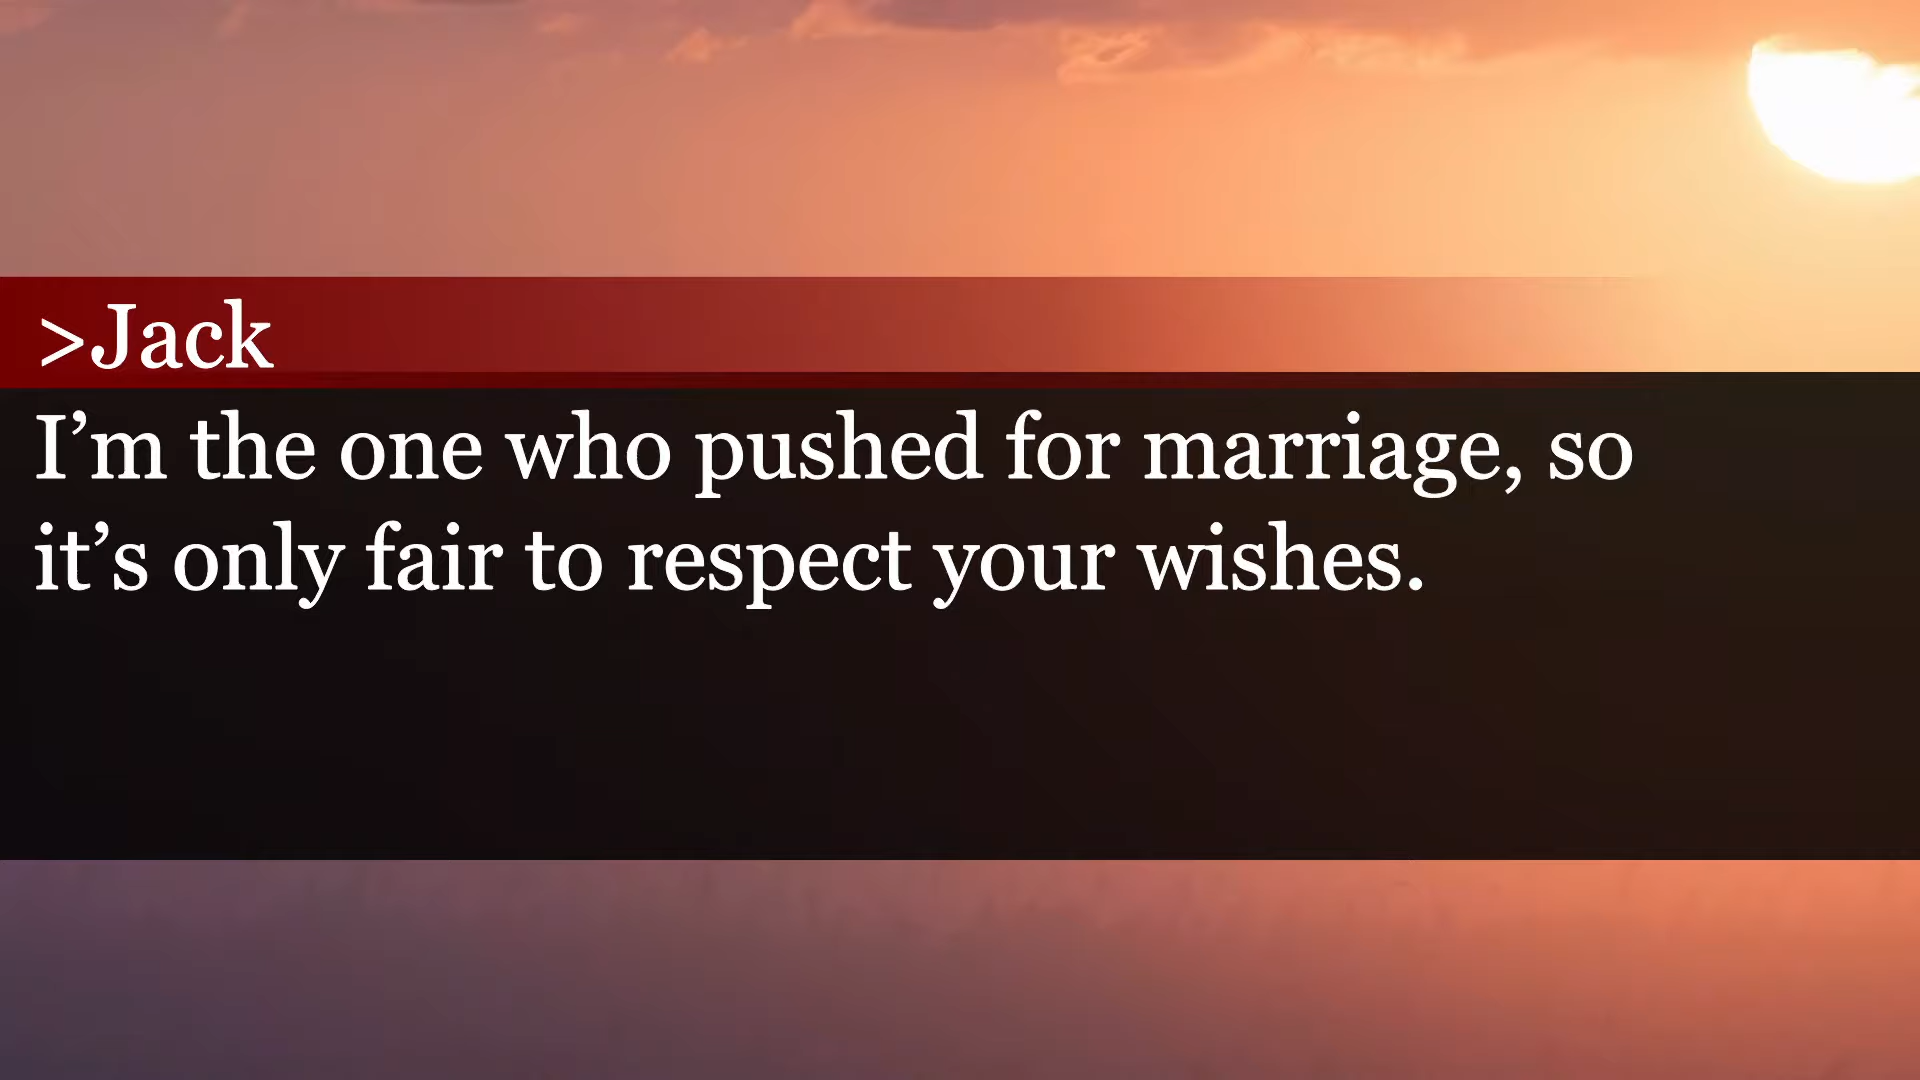 >Jack
I’m the one who pushed for marriage, so
it’s only fair to respect your wishes.